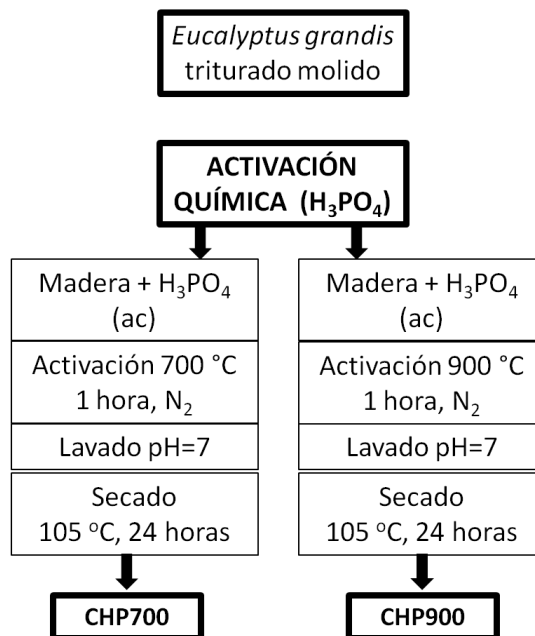 Eucalyptus grandis
triturado molido
ACTIVACIÓN
QUÍMICA (H₃PO₄)
Madera + H₃PO₄
(ac)
Activación 700 °C
1 hora, N₂
Lavado pH=7
Secado
105 °C, 24 horas
CHP700
Madera + H₃PO₄
(ac)
Activación 900 °C
1 hora, N₂
Lavado pH=7
Secado
105 °C, 24 horas
CHP900